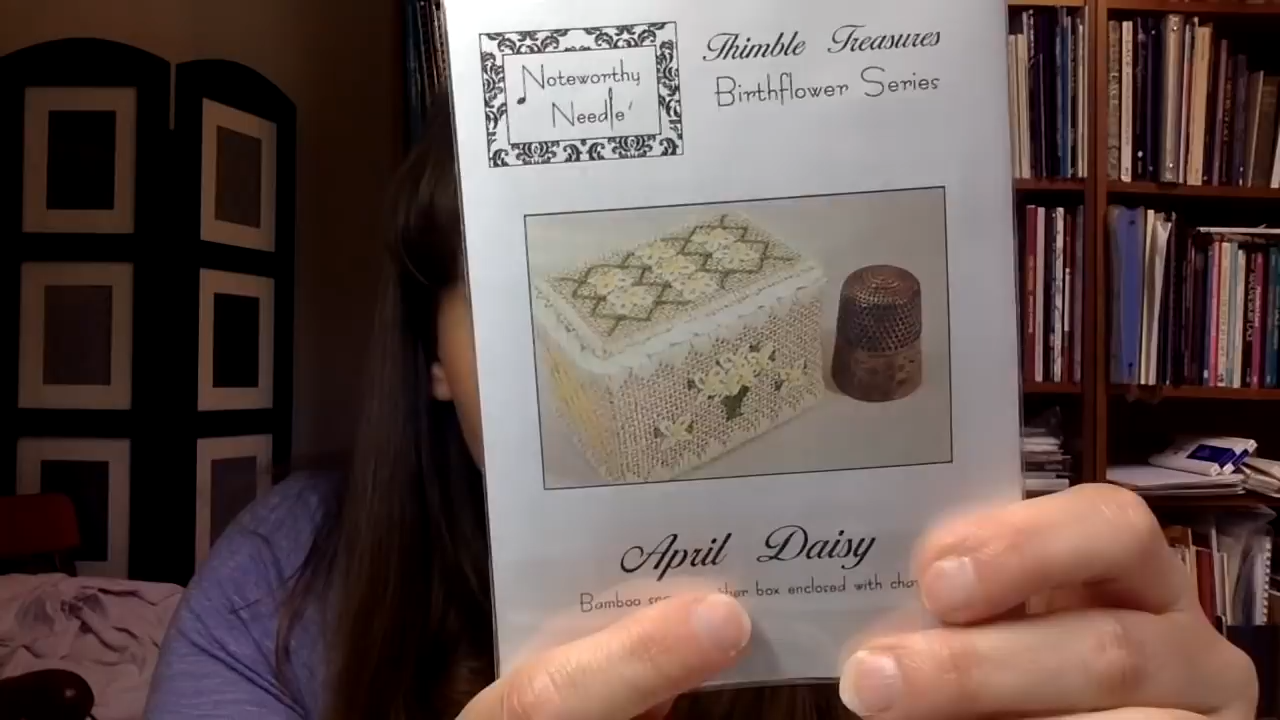 Noteworthy
Needle
Thimble Treasures
Birthflower Series
April Daisy
Bamboo box enclosed with